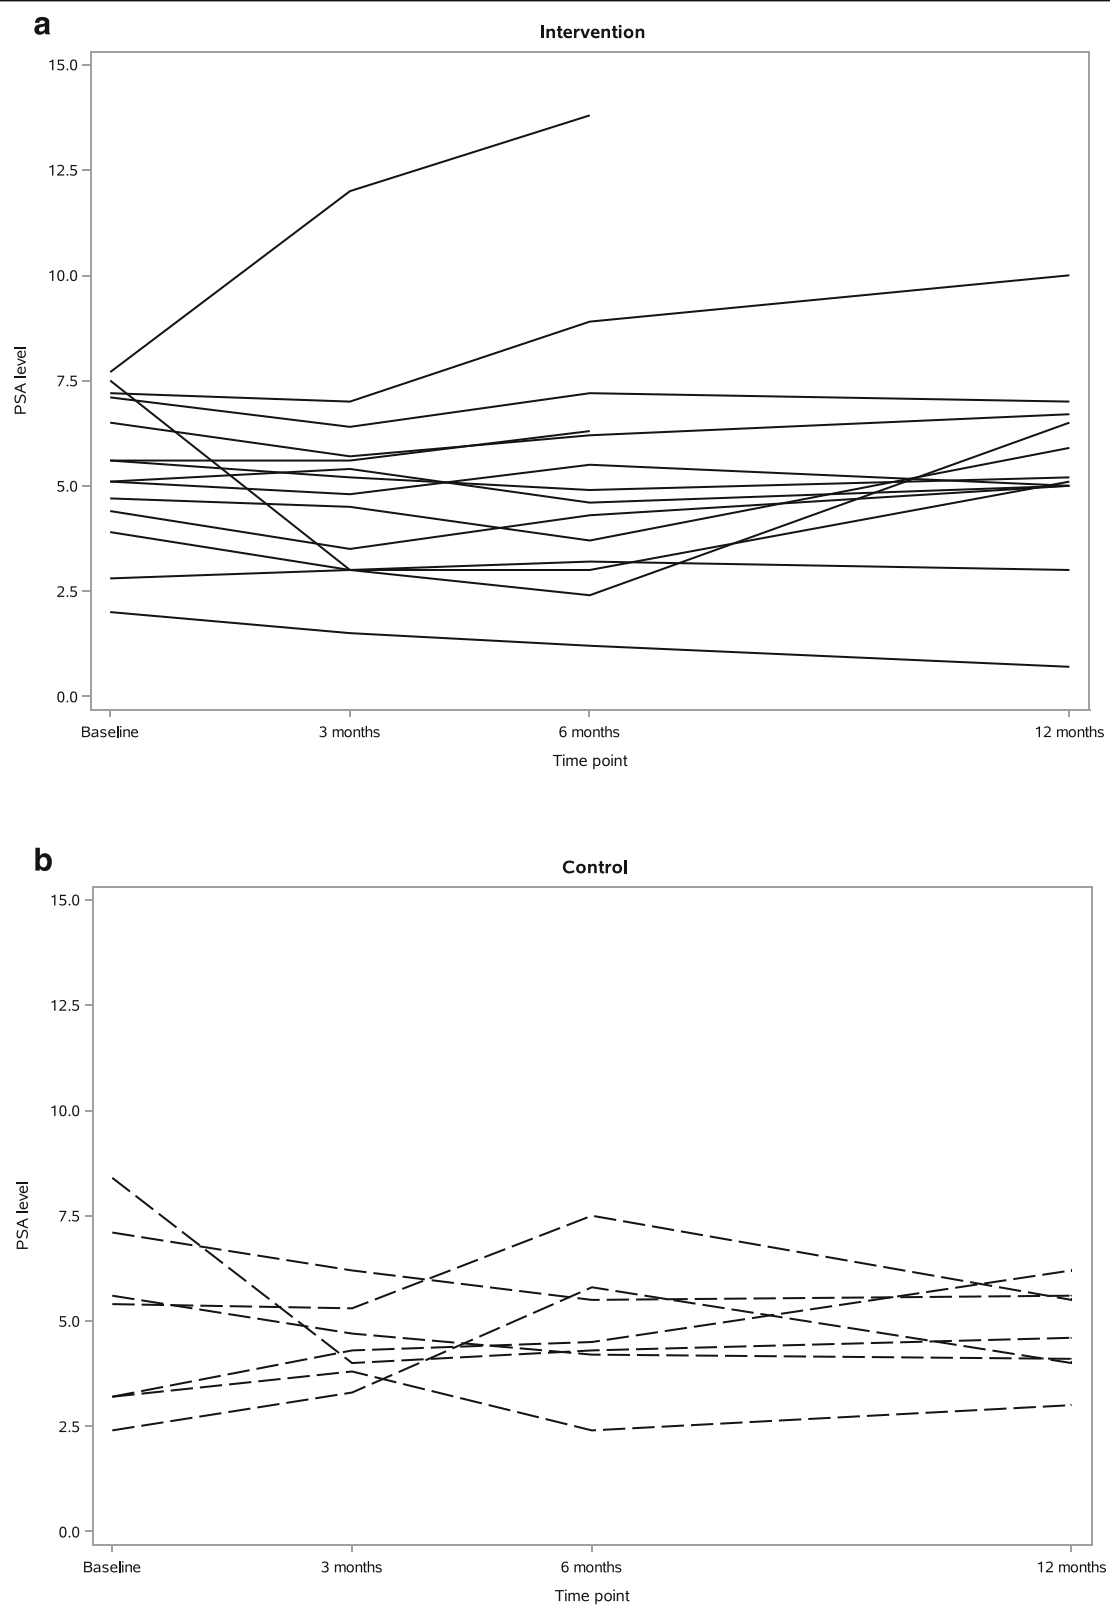 a
Intervention
15.0
12.5
10.0
7.5
5.0
2.5
0.0
PSA level
Baseline 3 months 6 months 12 months
Time point
b
Control
15.0
12.5
10.0
7.5
5.0
2.5
0.0
PSA level
Baseline 3 months 6 months 12 months
Time point